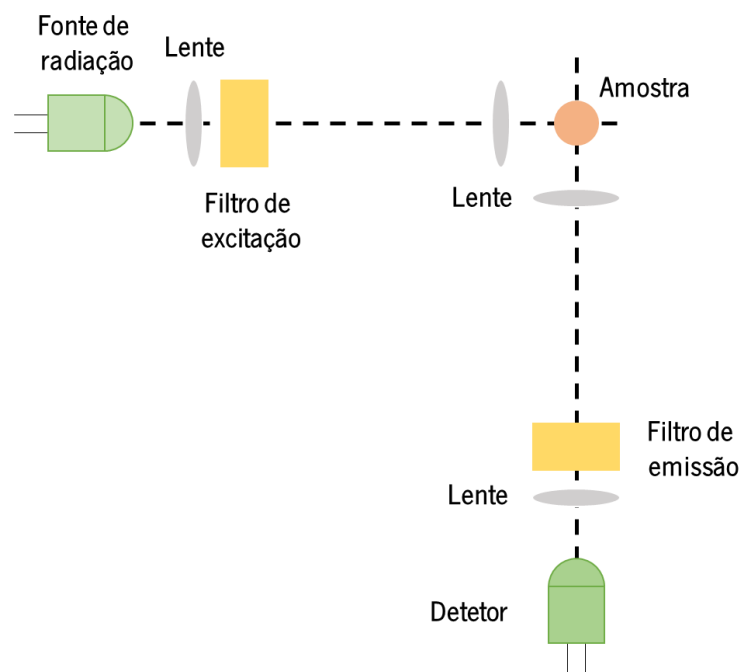 Fonte de
radiação
Lente
Filtro de
excitação
Lente
Amostra
Filtro de
emissão
Lente
Detetor